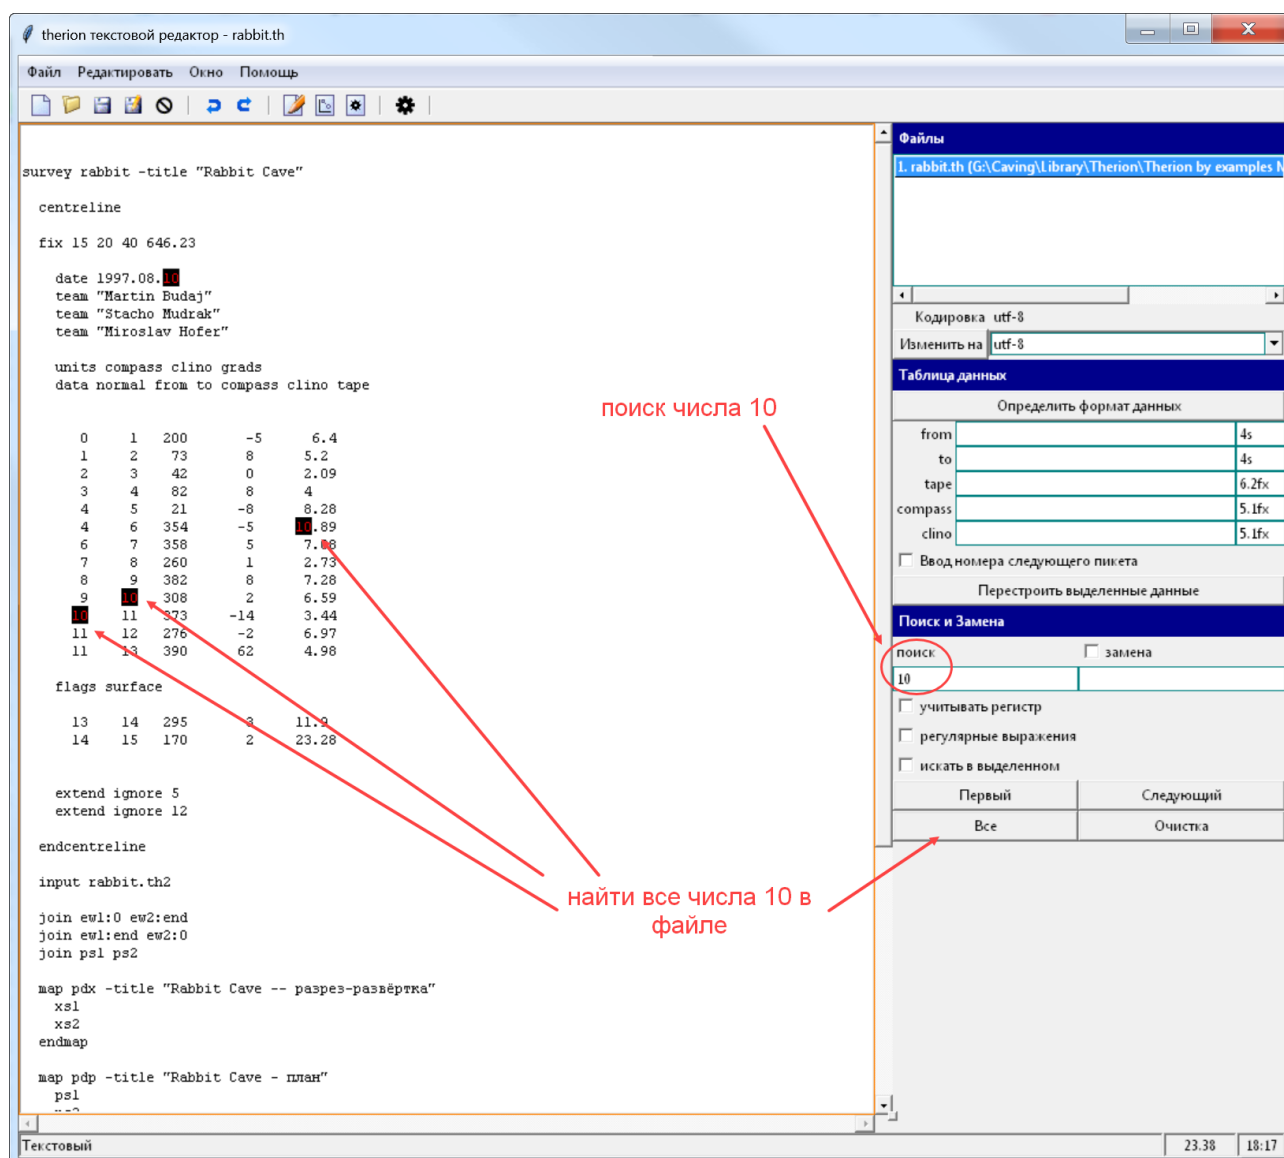 therion текстовой редактор - rabbit.th
Файл Редактировать Окно Помощь
survey rabbit -title "Rabbit Cave"
centreline
fix 15 20 40 646.23
date 1997.08.10
team "Martin Budaj"
team "Stacho Mudrak"
team "Miroslav Hofer"
units compass clino grads
data normal from to compass clino tape
0 1 200 -5 6.4
1 2 73 8 5.2
2 3 42 0 2.09
3 4 82 8 4
4 5 21 -8 8.28
4 6 354 -5 10.89
6 7 358 5
7 8 260 1 2.73
8 9 382 8 7.28
9 10 308 2 6.59
10 11 373 -14 3.44
11 12 276 -2 6.97
11 13 390 62 4.98
flags surface
13 14 295 3 11.9
14 15 170 2 23.28
extend ignore 5
extend ignore 12
endcentreline
input rabbit.th2
join ew1:0 ew2:end
join ew1:end ew2:0
join ps1 ps2
map pdx -title "Rabbit Cave -- разрез-развёртка"
xs1
xs2
endmap
map pdp -title "Rabbit Cave - план"
ps1
поиск числа 10
найти все числа 10 в
файле
Файлы
1. rabbit.th (G:\Caving\Library\Therion\Therion by examples
Кодировка utf-8
Изменить на utf-8
Таблица данных
Определить формат данных
from 4s
to 4s
tape 6.2fx
compass 5.1fx
clino 5.1fx
Ввод номера следующего пикета
Перестроить выделенные данные
Поиск и Замена
поиск замена
10
учитывать регистр
регулярные выражения
искать в выделенном
Первый Следующий
Все Очистка
Текстовый 23.38 18:17